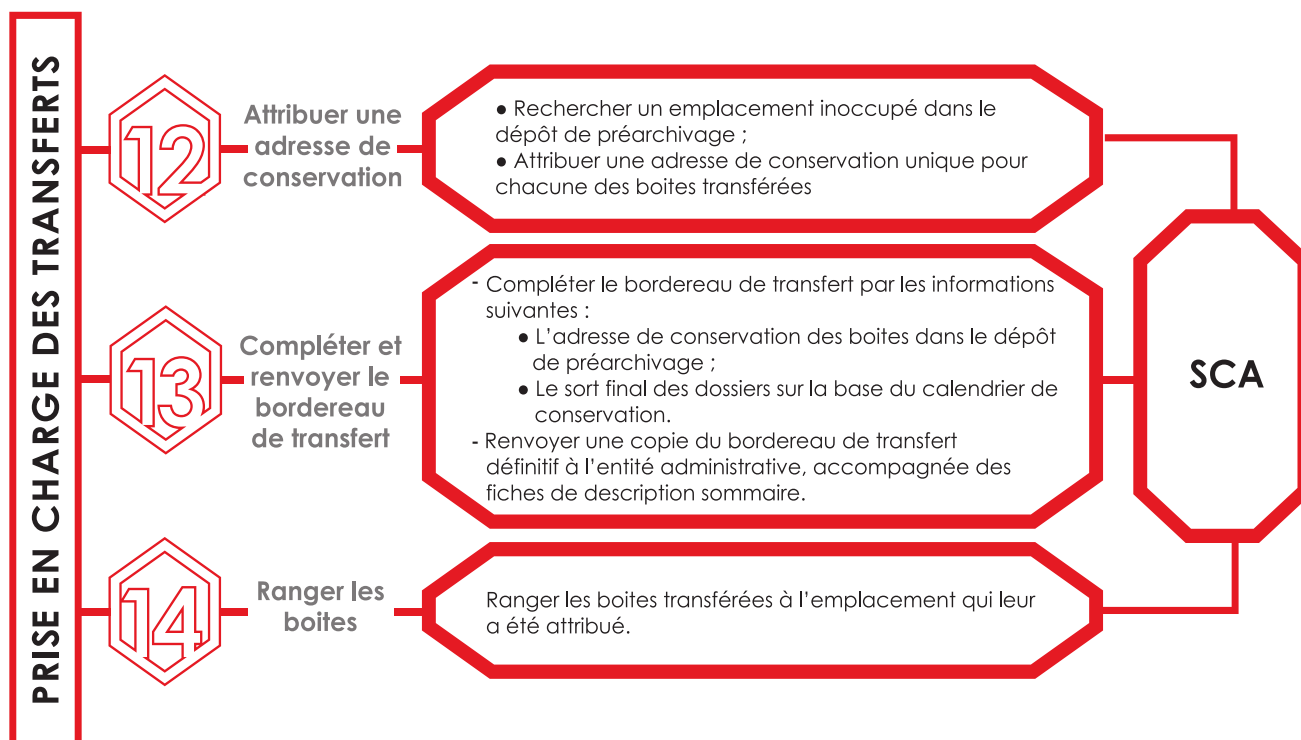 PRISE EN CHARGE DES TRANSFERTS
12
Attribuer une
adresse de
conservation
● Rechercher un emplacement inoccupé dans le
dépôt de préarchivage ;
● Attribuer une adresse de conservation unique pour
chacune des boites transférées
13
Compléter et
renvoyer le
bordereau
de transfert
- Compléter le bordereau de transfert par les informations
suivantes :
● L'adresse de conservation des boites dans le dépôt
de préarchivage ;
● Le sort final des dossiers sur la base du calendrier de
conservation.
- Renvoyer une copie du bordereau de transfert
définitif à l'entité administrative, accompagnée des
fiches de description sommaire.
14
Ranger les
boites
Ranger les boites transférées à l'emplacement qui leur
a été attribué.
SCA